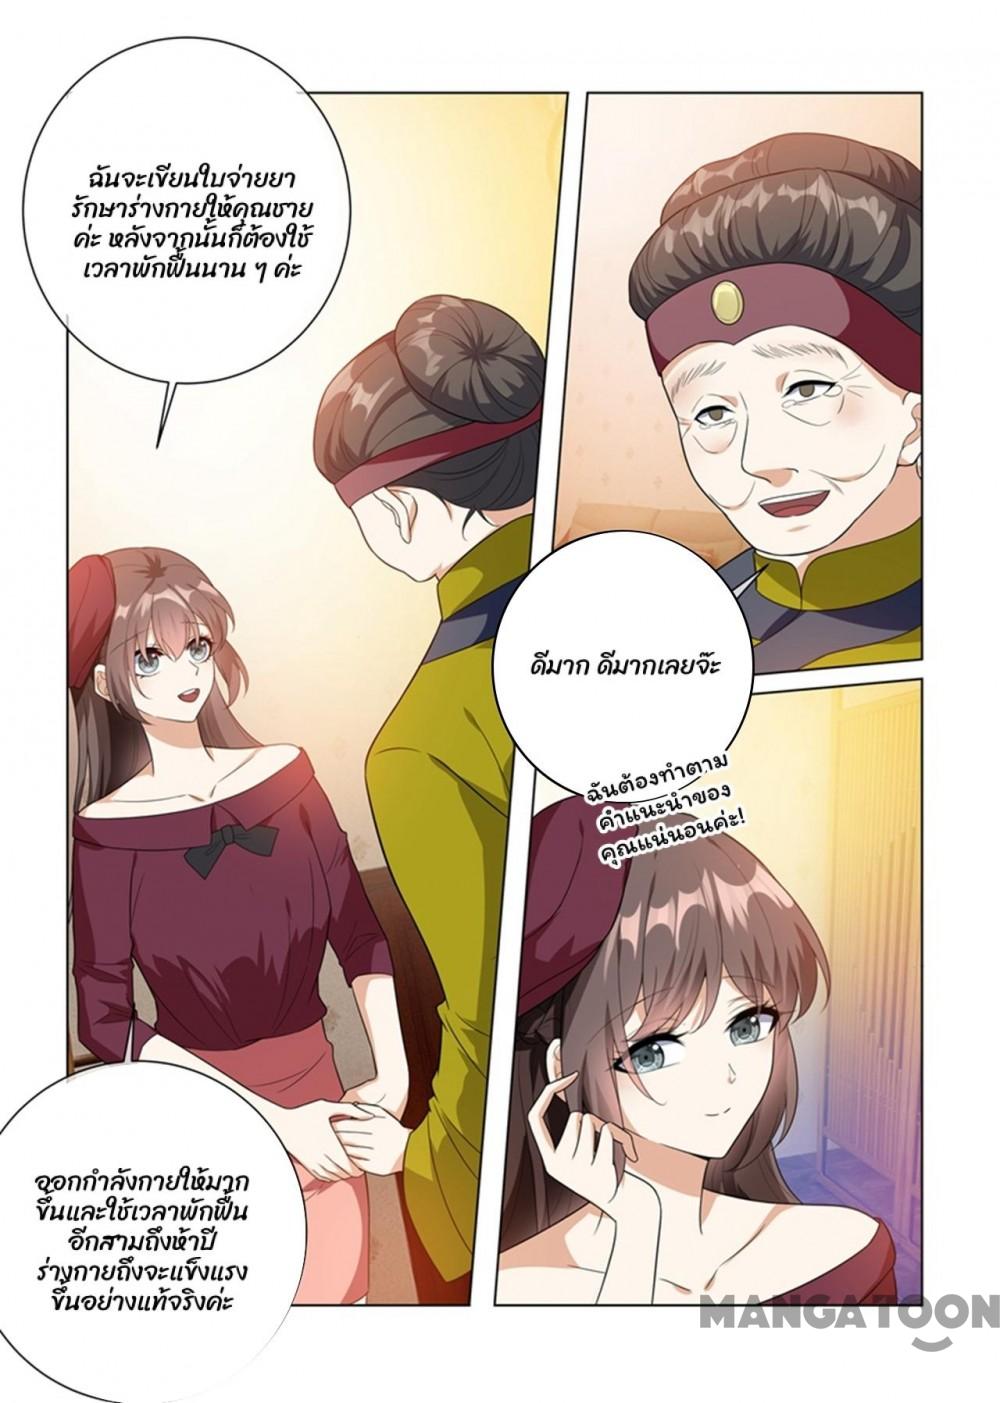 ฉันจะเขียนใบจ่ายยา
รักษาร่างกายให้คุณชาย
ค่ะ หลังจากนั้นก็ต้องใช้
เวลาพักฟื้นนาน ๆ ค่ะ
ดีมาก ดีมากเลยจ๊ะ
ฉันต้องทำตาม
คำแนะนำของ
คุณแน่นอนค่ะ!
ออกกำลังกายให้มาก
ขึ้นและใช้เวลาพักฟื้น
อีกสามถึงห้าปี
ร่างกายถึงจะแข็งแรง
ขึ้นอย่างแท้จริงค่ะ
MANGATOON